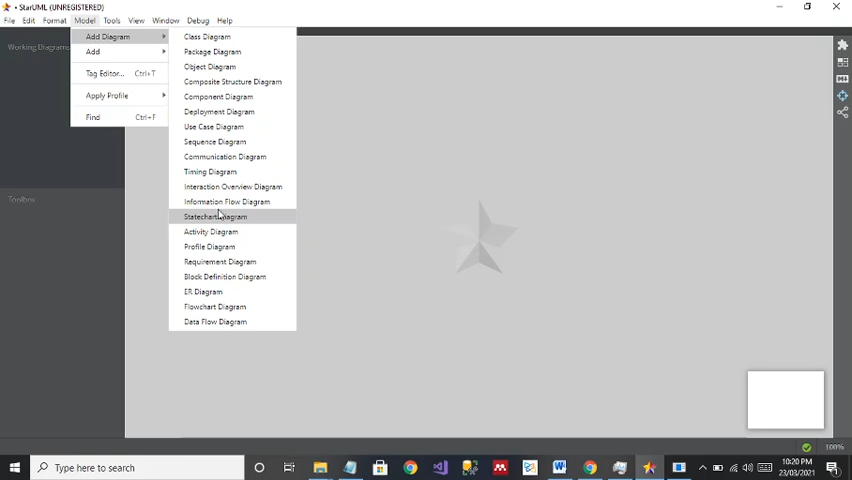 StarUML (UNREGISTERED)
File Edit Format Model Tools View Window Debug Help
Working Diagrams
Toolbox
Add Diagram
Add
Tag Editor... Ctrl+T
Apply Profile
Find Ctrl+F
Class Diagram
Package Diagram
Object Diagram
Composite Structure Diagram
Component Diagram
Deployment Diagram
Use Case Diagram
Sequence Diagram
Communication Diagram
Timing Diagram
Interaction Overview Diagram
Information Flow Diagram
Statechart Diagram
Activity Diagram
Profile Diagram
Requirement Diagram
Block Definition Diagram
ER Diagram
Flowchart Diagram
Data Flow Diagram
100%
Type here to search
10:20 PM
23/03/2021